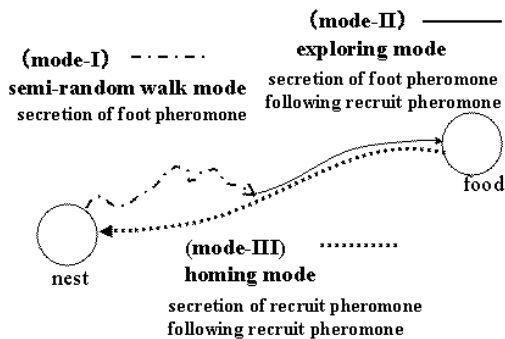 (mode-I)
semi-random walk mode
secretion of foot pheromone
(mode-II)
exploring mode
secretion of foot pheromone
following recruit pheromone
food
nest
(mode-III)
homing mode
secretion of recruit pheromone
following recruit pheromone